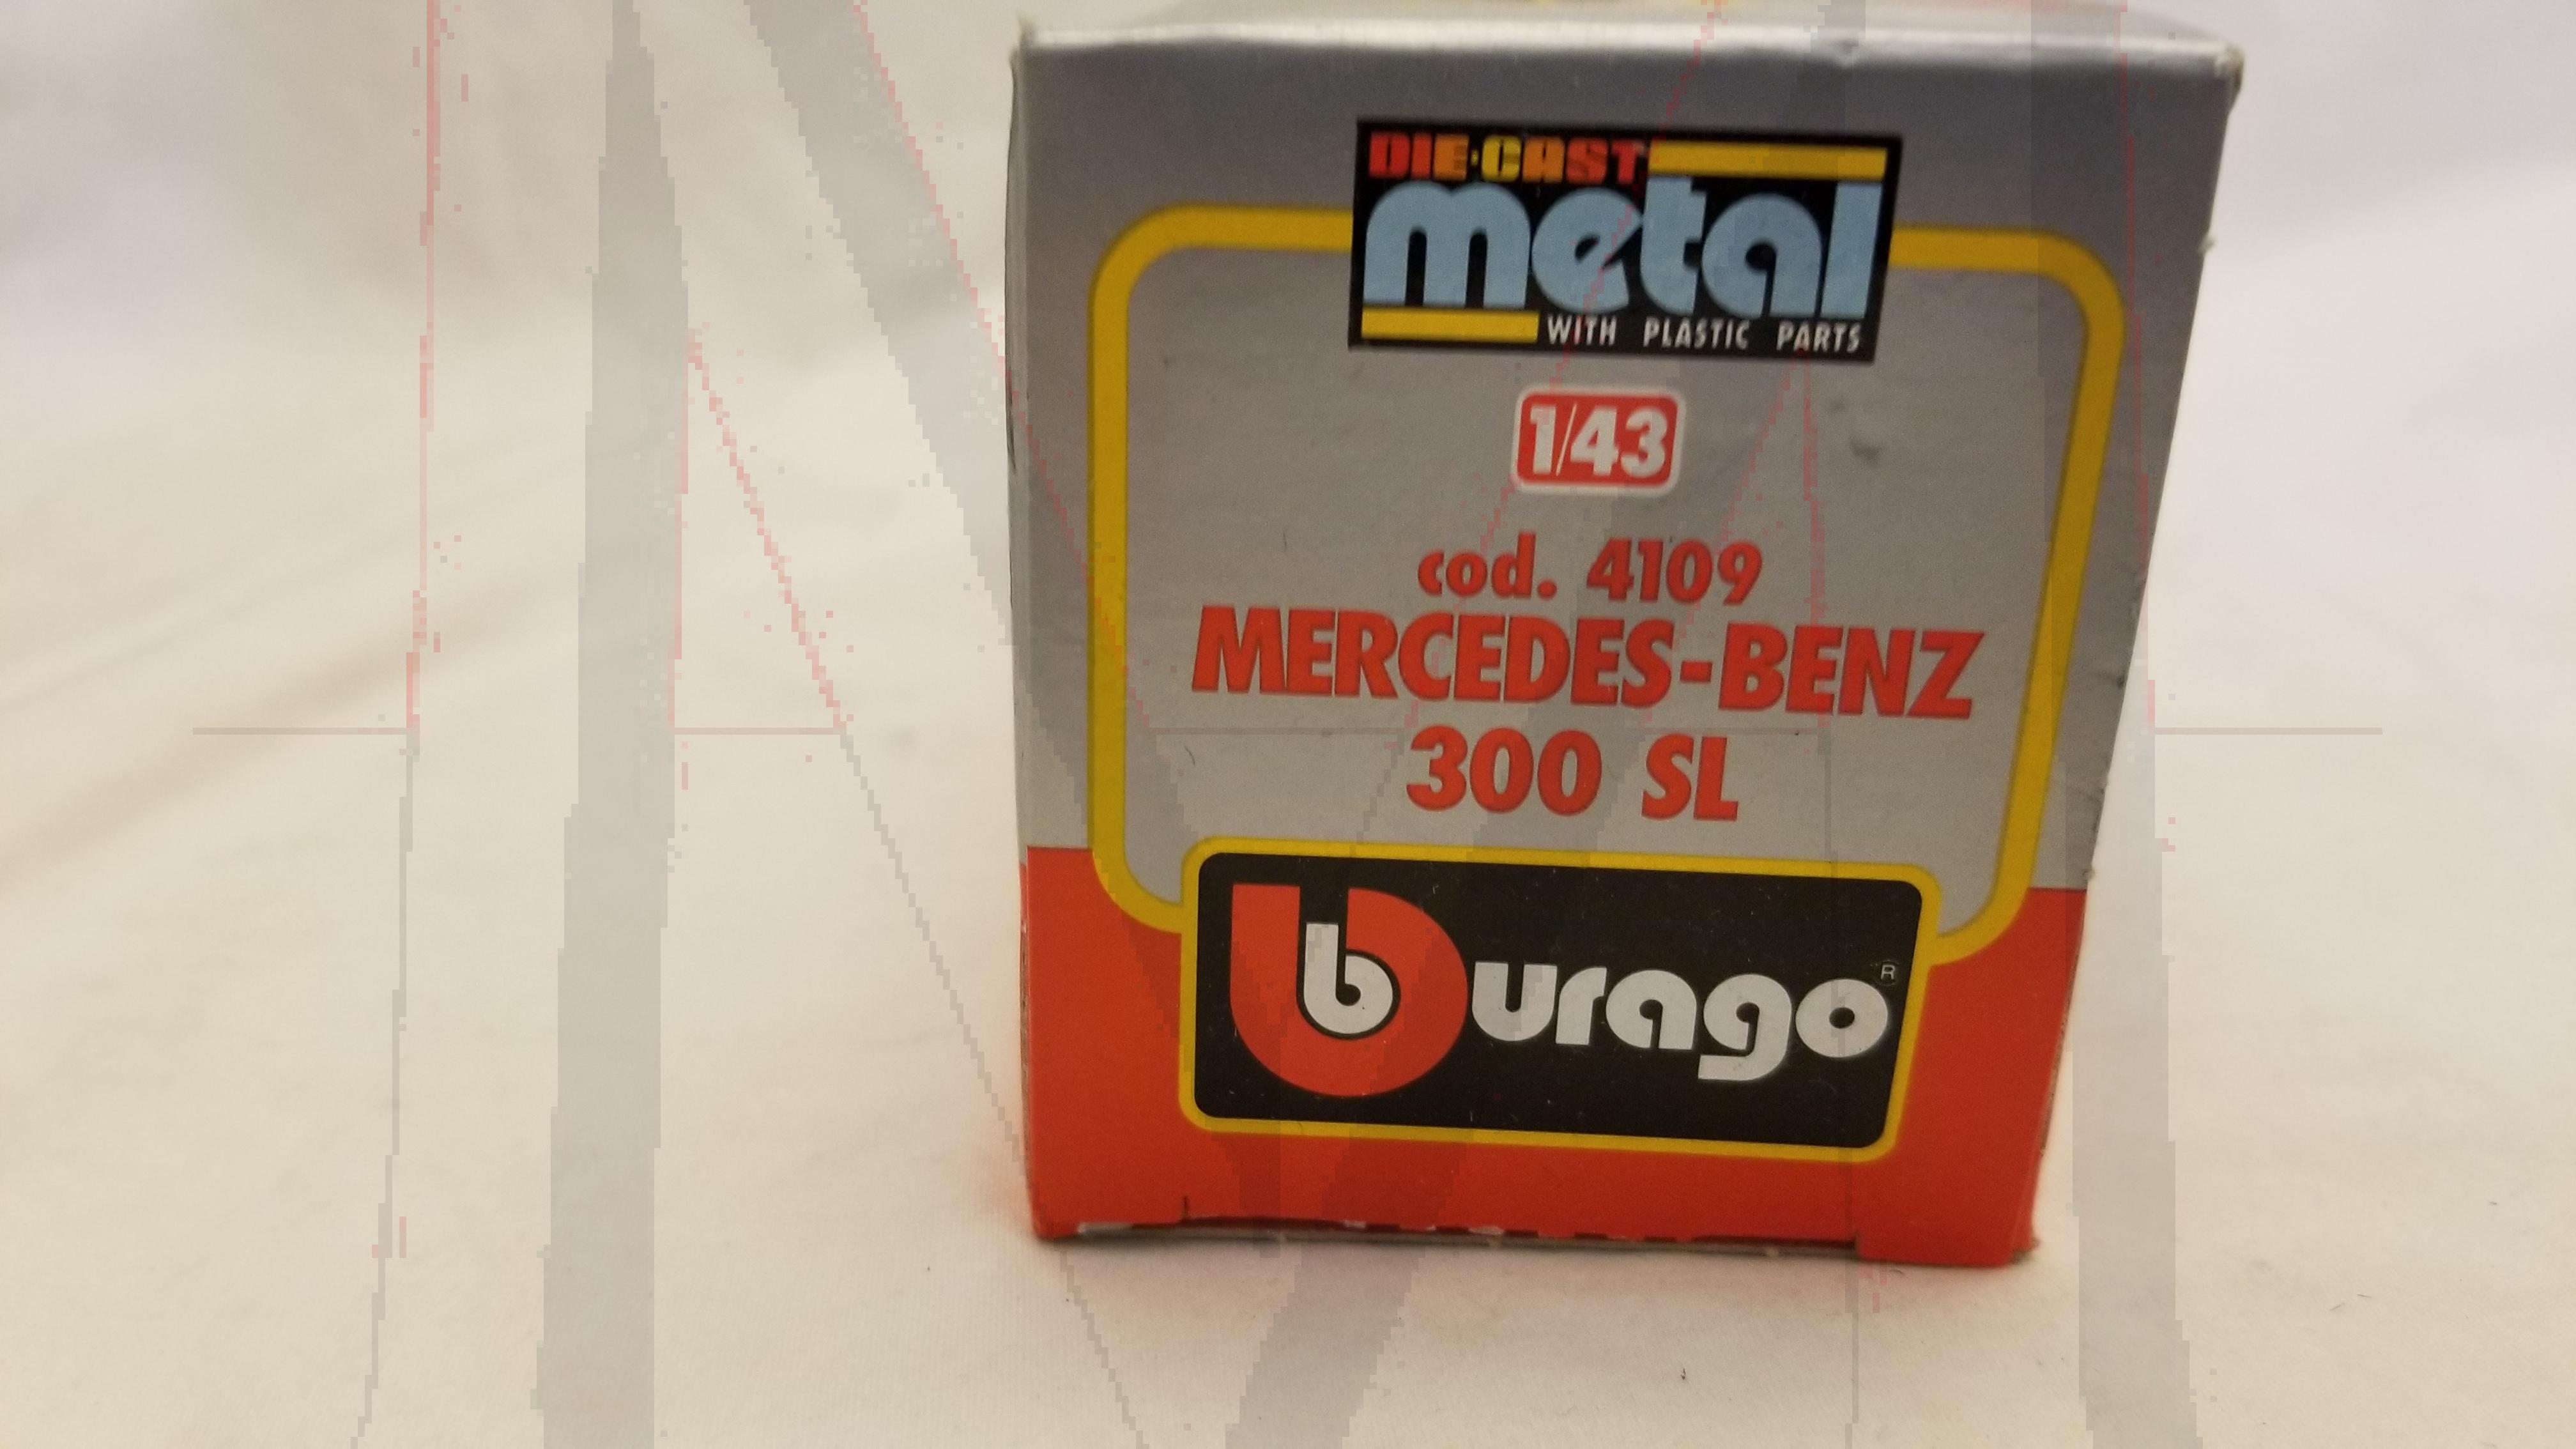 DIE·CAST
metal
WITH PLASTIC PARTS
1/43
cod. 4109
MERCEDES-BENZ
300 SL
burago®